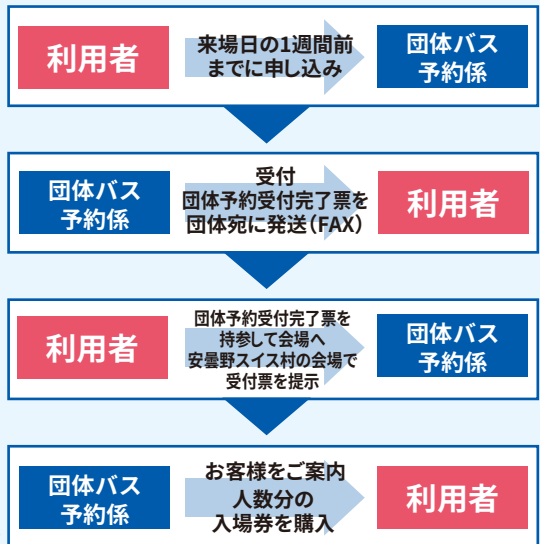 利用者
来場日の1週間前
までに申し込み
団体バス
予約係
団体バス
予約係
受付
団体予約受付完了票を
団体宛に発送(FAX)
利用者
利用者
団体予約受付完了票を
持参して会場へ
安曇野スイス村の会場で
受付票を提示
団体バス
予約係
団体バス
予約係
お客様をご案内
人数分の
入場券を購入
利用者